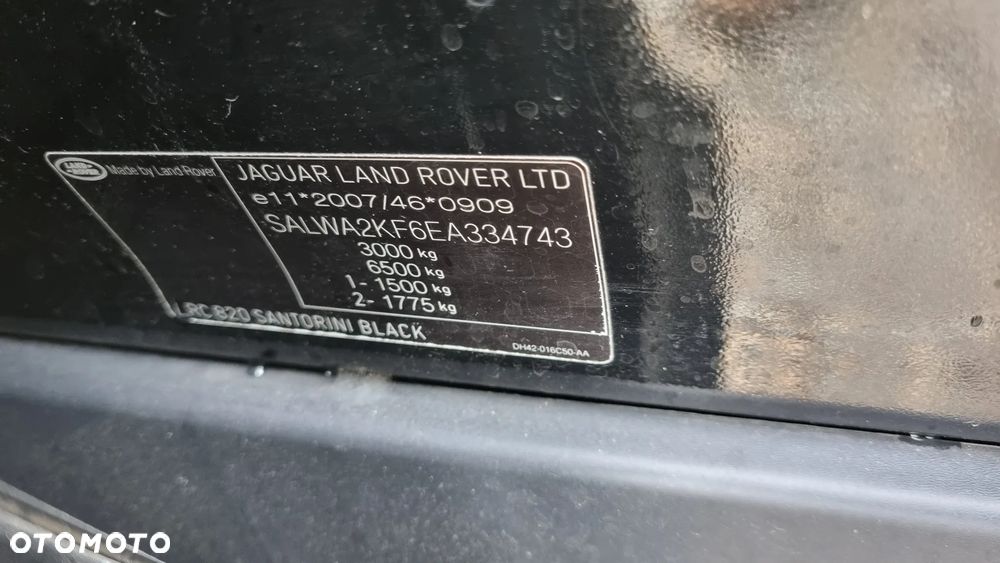 LAND ROVER
Made by Land Rover
JAGUAR LAND ROVER LTD
e11*2007/46*0909
SALWA2KF6EA334743
3000 kg
6500 kg
1- 1500 kg
2- 1775 kg
LRC 820 SANTORINI BLACK
DH42-016C50-AA
OTOMOTO